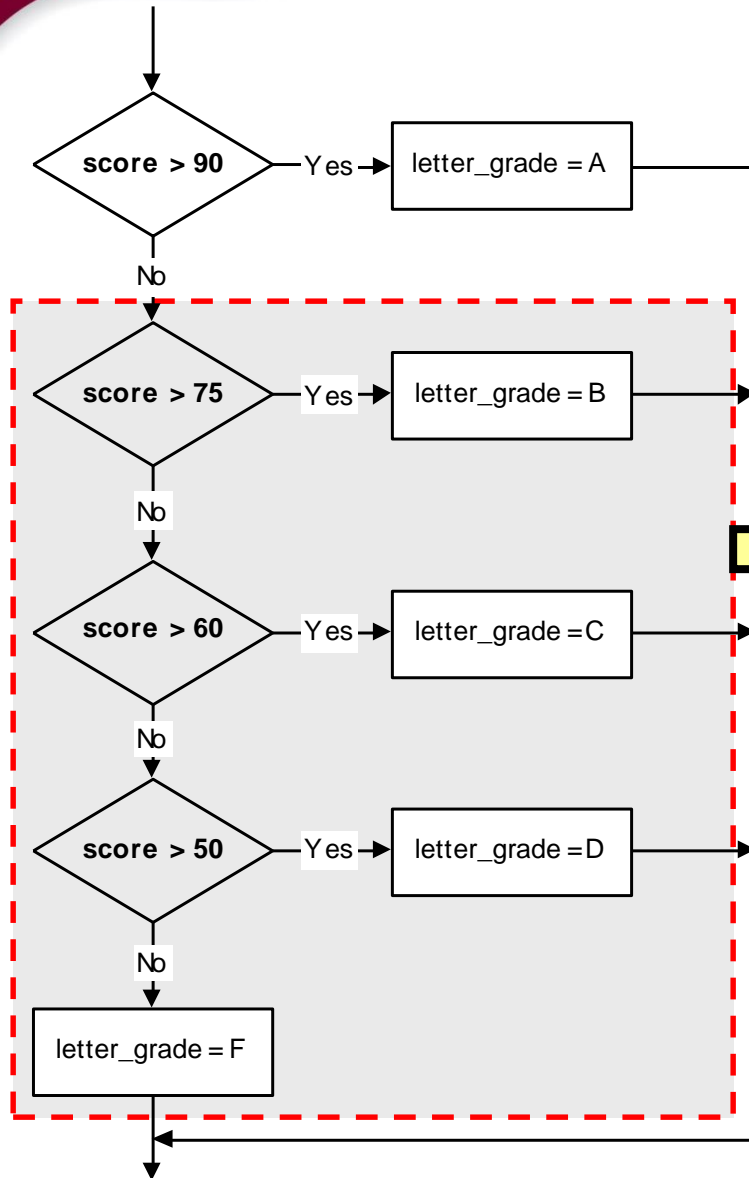 score > 90
Yes
letter_grade = A
No
score > 75
Yes
letter_grade = B
No
score > 60
Yes
letter_grade = C
No
score > 50
Yes
letter_grade = D
No
letter_grade = F